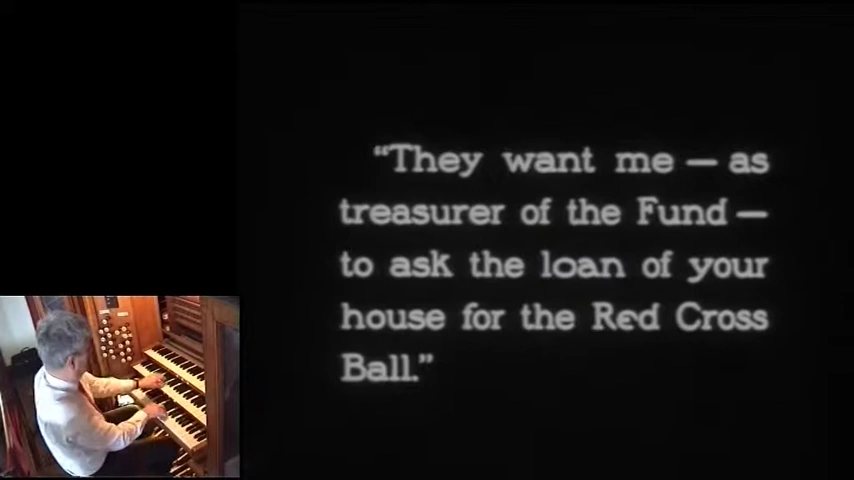 "They want me — as
treasurer of the Fund —
to ask the loan of your
house for the Red Cross
Ball."